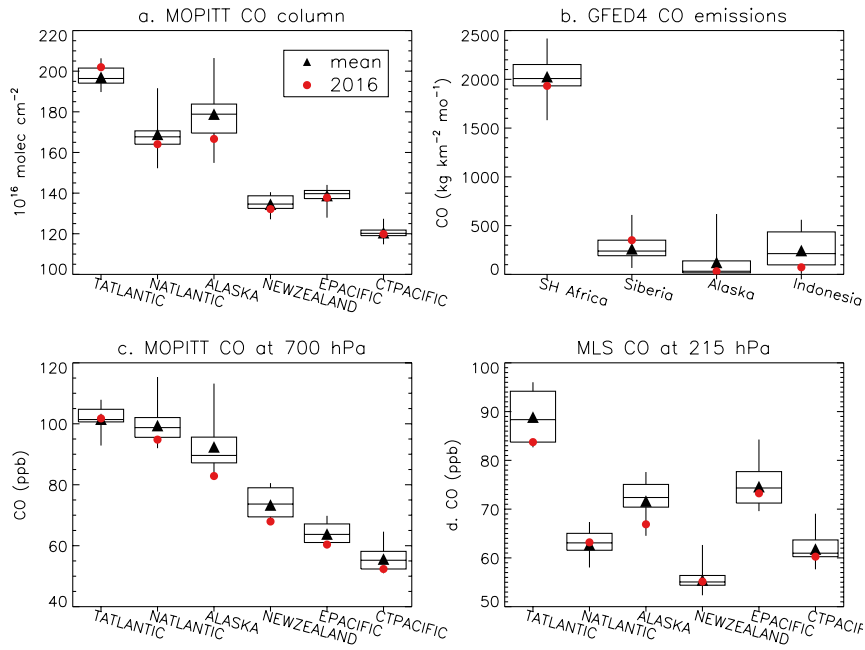 a. MOPITT CO column
220
200
180
160
140
120
100
10¹⁶ molec cm⁻²
mean
2016
TATLANTIC
NATLANTIC
ALASKA
NEWZEALAND
EPACIFIC
CTPACIFIC
b. GFED4 CO emissions
2500
2000
1500
1000
500
0
CO (kg km⁻² mo⁻¹)
SH Africa
Siberia
Alaska
Indonesia
c. MOPITT CO at 700 hPa
120
100
80
60
40
CO (ppb)
TATLANTIC
NATLANTIC
ALASKA
NEWZEALAND
EPACIFIC
CTPACIFIC
MLS CO at 215 hPa
100
90
80
70
60
50
d. CO (ppb)
TATLANTIC
NATLANTIC
ALASKA
NEWZEALAND
EPACIFIC
CTPACIF